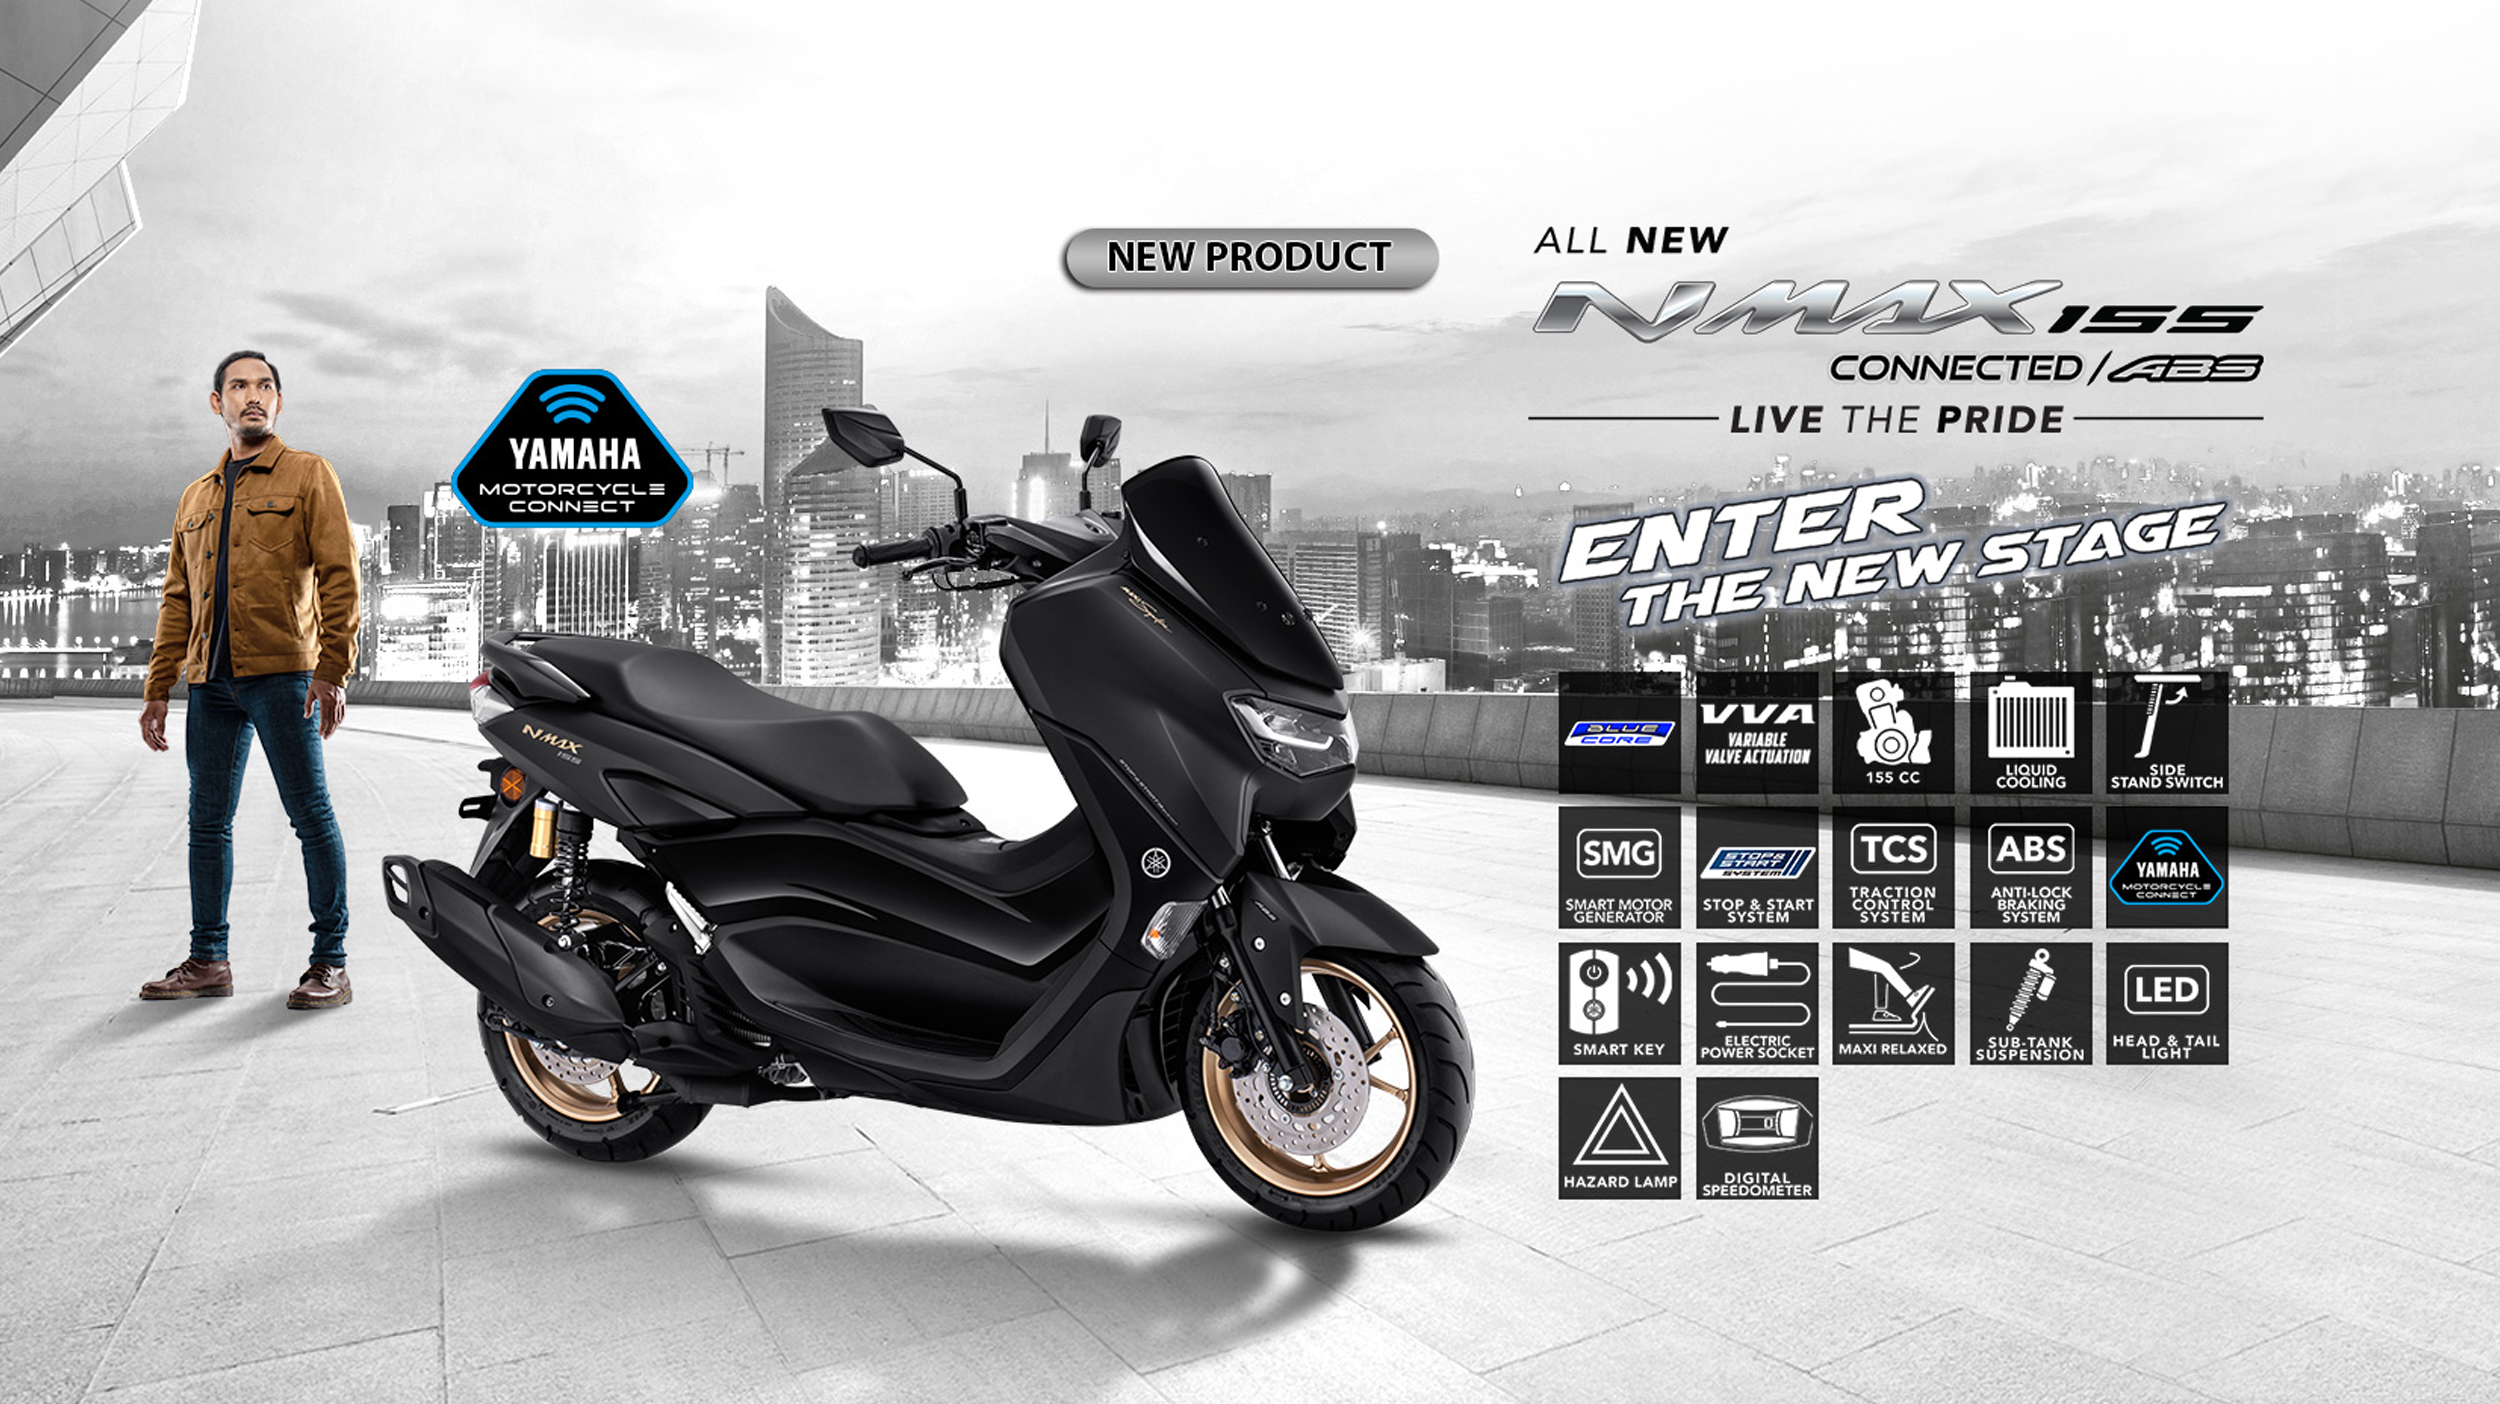 NEW PRODUCT
ALL NEW
NMAX 155
CONNECTED/ABS
LIVE THE PRIDE
ENTER
THE NEW STAGE
YAMAHA
MOTORCYCLE
CONNECT
NMAX
155
BLUE
CORE
VVA
VARIABLE
VALVE ACTUATION
155 CC
LIQUID
COOLING
SIDE
STAND SWITCH
SMG
SMART MOTOR
GENERATOR
STOP&
START
SYSTEM
STOP & START
SYSTEM
TCS
TRACTION
CONTROL
SYSTEM
ABS
ANTI-LOCK
BRAKING
SYSTEM
YAMAHA
MOTORCYCLE
CONNECT
SMART KEY
ELECTRIC
POWER SOCKET
MAXI RELAXED
SUB-TANK
SUSPENSION
LED
HEAD & TAIL
LIGHT
HAZARD LAMP
DIGITAL
SPEEDOMETER
ABS